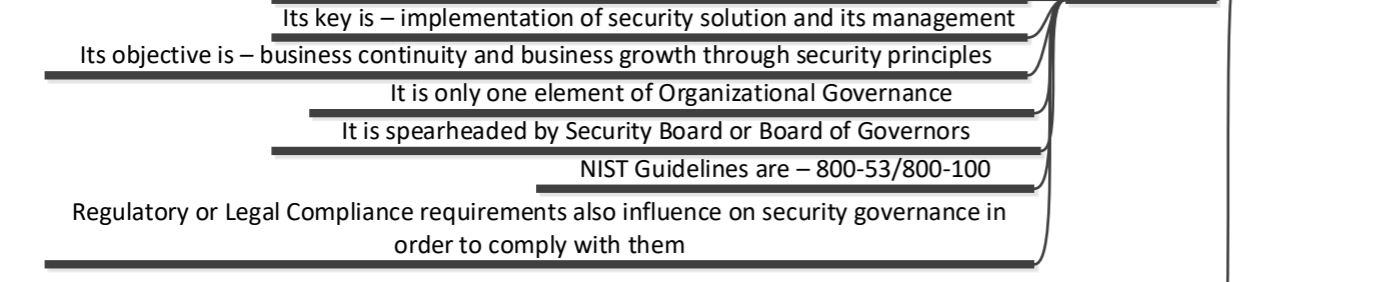 Its key is – implementation of security solution and its management
Its objective is – business continuity and business growth through security principles
It is only one element of Organizational Governance
It is spearheaded by Security Board or Board of Governors
NIST Guidelines are – 800-53/800-100
Regulatory or Legal Compliance requirements also influence on security governance in
order to comply with them